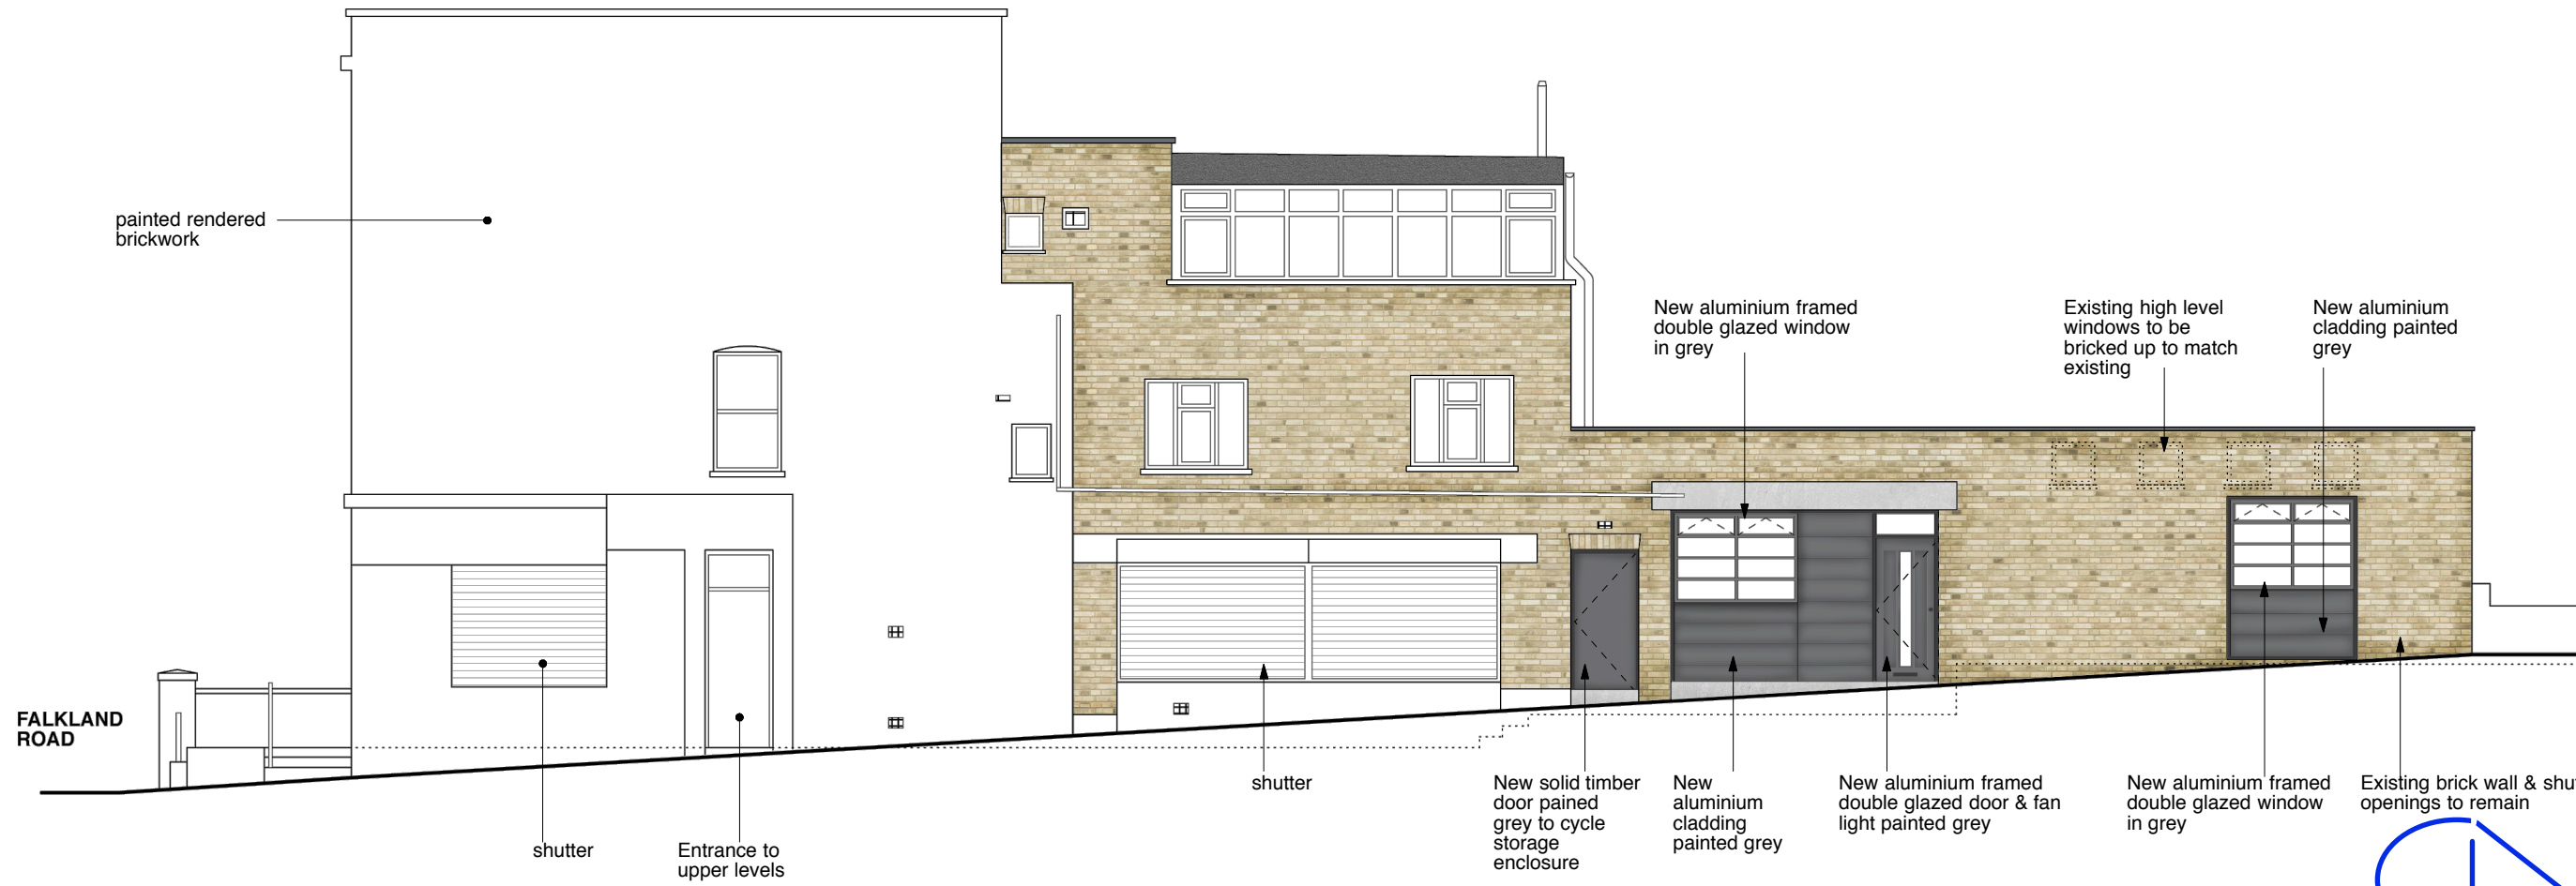 painted rendered
brickwork
New aluminium framed
double glazed window
in grey
Existing high level
windows to be
bricked up to match
existing
New aluminium
cladding painted
grey
FALKLAND
ROAD
shutter
Entrance to
upper levels
shutter
New solid timber
door pained
grey to cycle
storage
enclosure
New
aluminium
cladding
painted grey
New aluminium framed
double glazed door & fan
light painted grey
New aluminium framed
double glazed window
in grey
Existing brick wall &
openings to remain